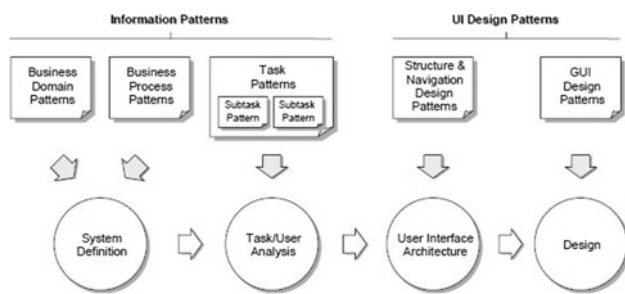 Information Patterns
UI Design Patterns
Business
Domain
Patterns
Business
Process
Patterns
Task
Patterns
Subtask
Pattern
Subtask
Pattern
Structure &
Navigation
Design
Patterns
GUI
Design
Patterns
System
Definition
Task/User
Analysis
User Interface
Architecture
Design